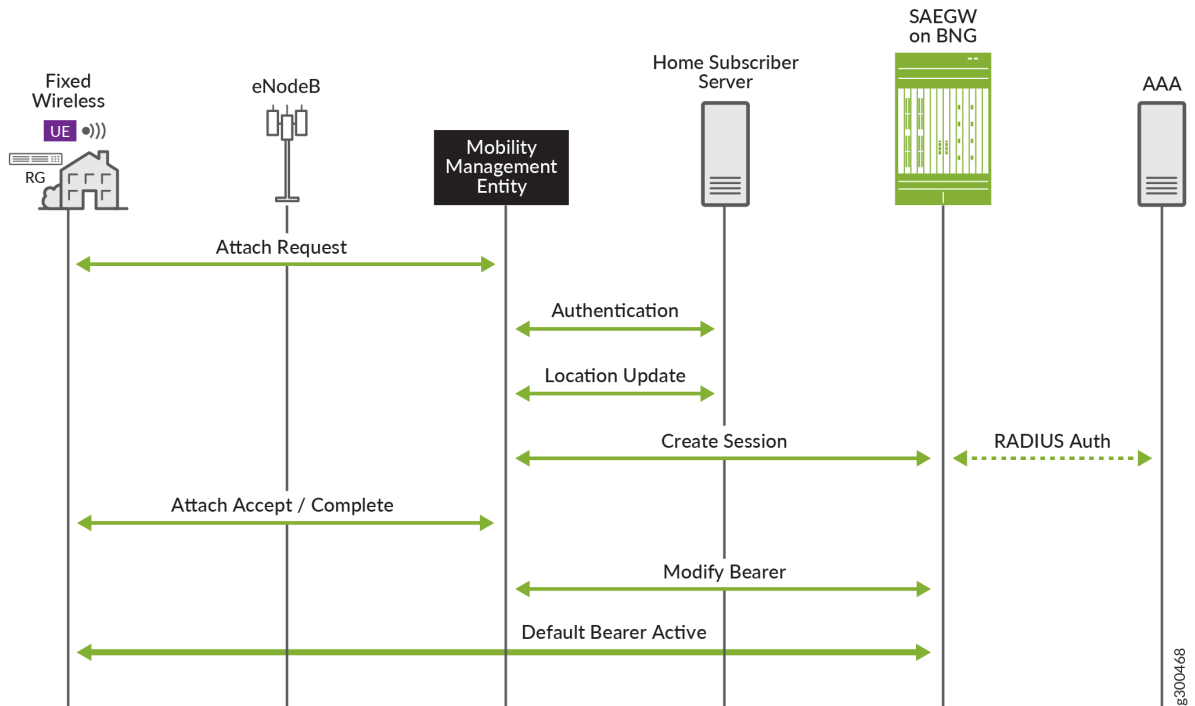 SAEGW
on BNG
Home Subscriber
Server
AAA
Fixed
Wireless
eNodeB
UE
RG
Mobility
Management
Entity
Attach Request
Authentication
Location Update
Create Session
RADIUS Auth
Attach Accept / Complete
Modify Bearer
Default Bearer Active
g300468